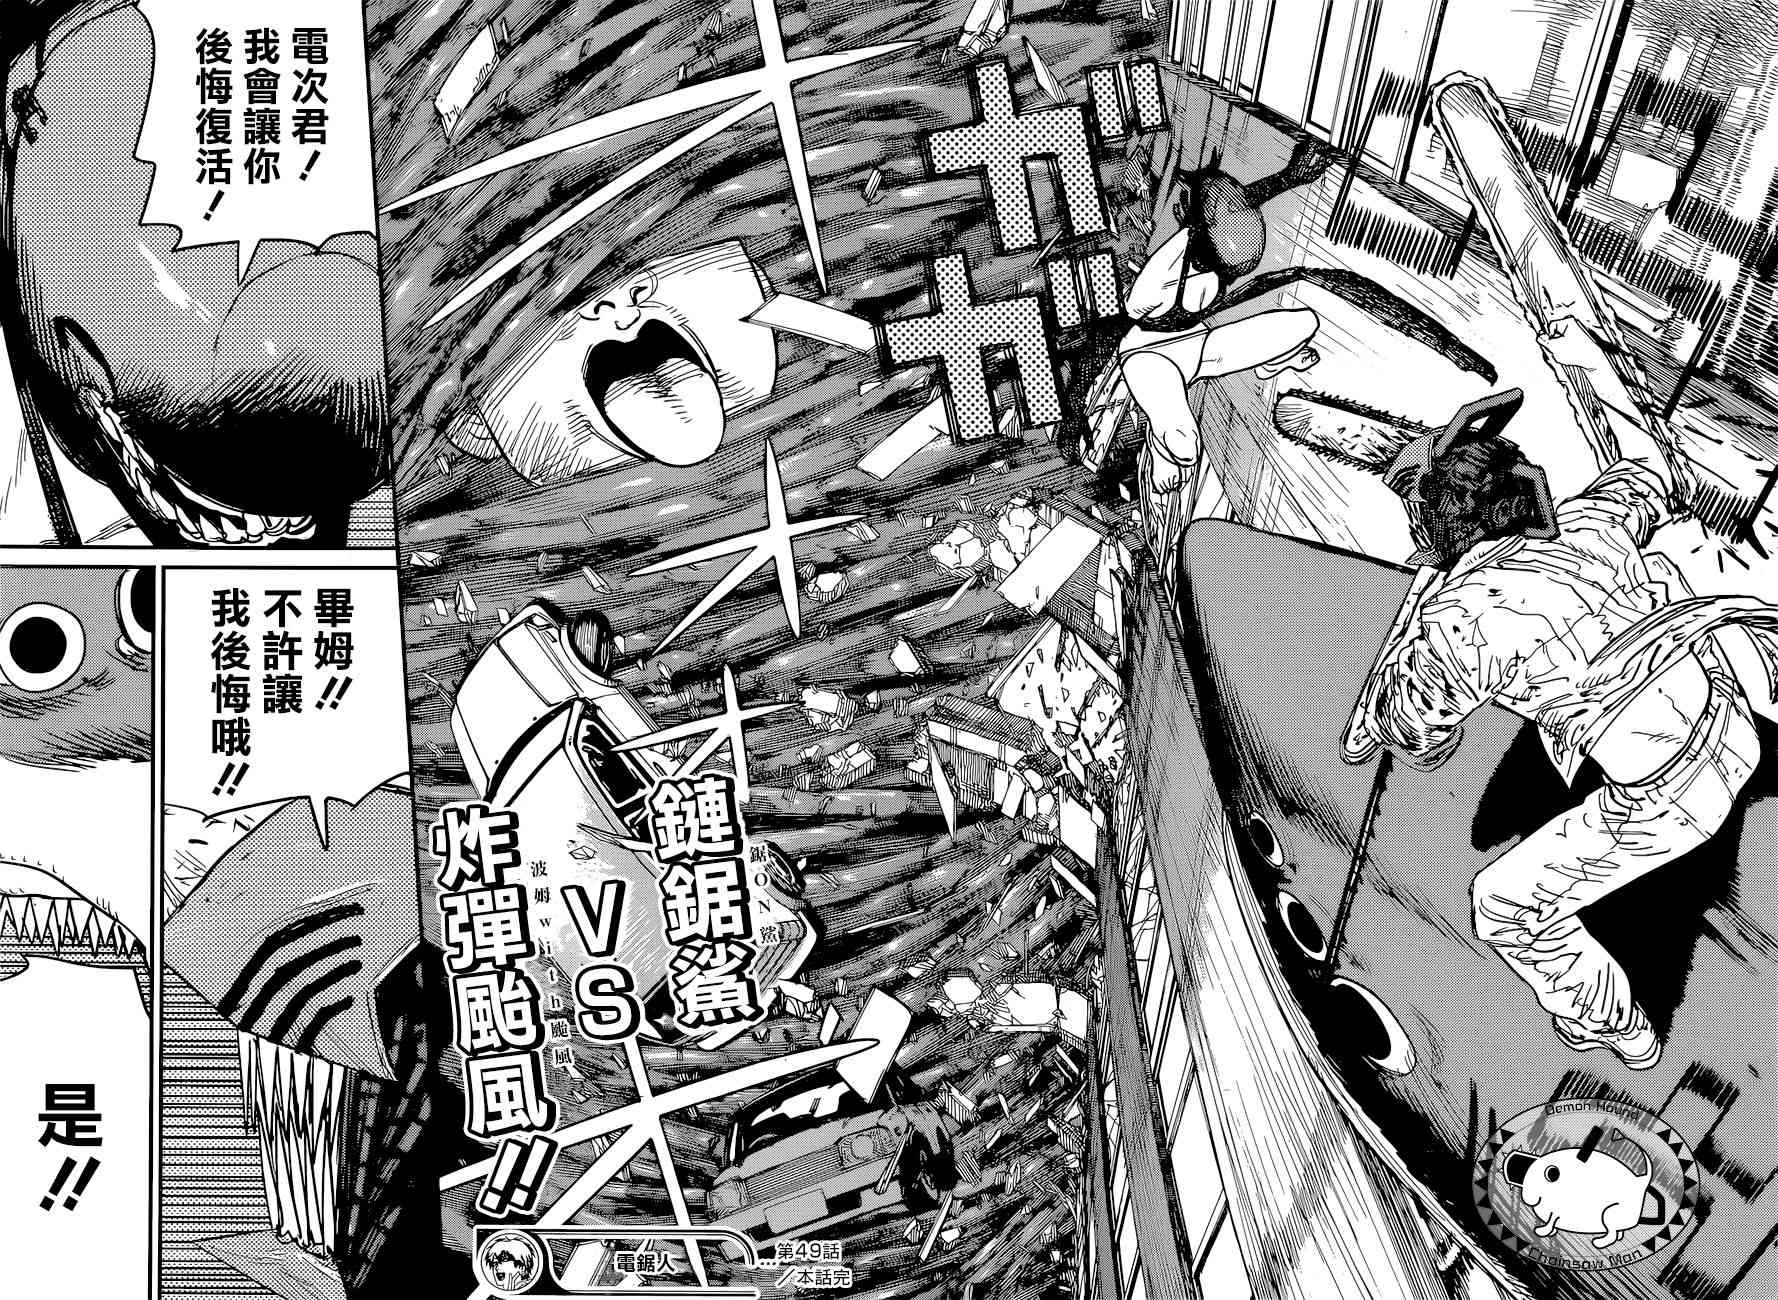 ガガ
電次君！
我會讓你
後悔復活！
畢姆!!
不許讓
我後悔哦!!
是!!
鏈鋸鯊
鋸ON鯊
VS
炸彈颱風!!
波姆with颱風
電鋸人
第49話
／本話完
Demon Hound
Chainsaw Man